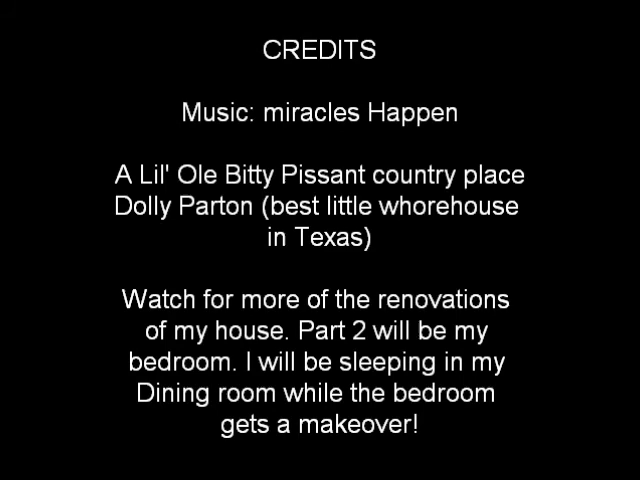 CREDITS
Music: miracles Happen
A Lil' Ole Bitty Pissant country place
Dolly Parton (best little whorehouse
in Texas)
Watch for more of the renovations
of my house. Part 2 will be my
bedroom. I will be sleeping in my
Dining room while the bedroom
gets a makeover!